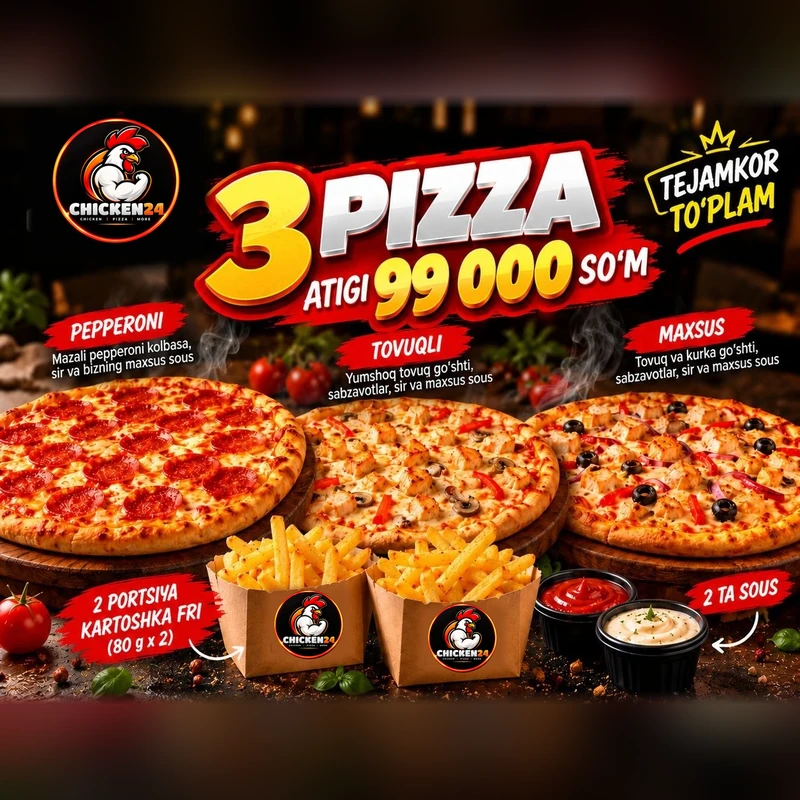 CHICKEN24
CHICKEN | PIZZA | MORE
3 PIZZA
ATIGI 99 000 SO‘M
TEJAMKOR
TO‘PLAM
PEPPERONI
Mazali pepperoni kolbasa,
sir va bizning maxsus sous
TOVUQLI
Yumshoq tovuq go‘shti,
sabzavotlar, sir va maxsus sous
MAXSUS
Tovuq va kurka go‘shti,
sabzavotlar, sir va maxsus sous
2 PORTSIYA
KARTOSHKA FRI
(80 g x 2)
CHICKEN24
CHICKEN24
2 TA SOUS